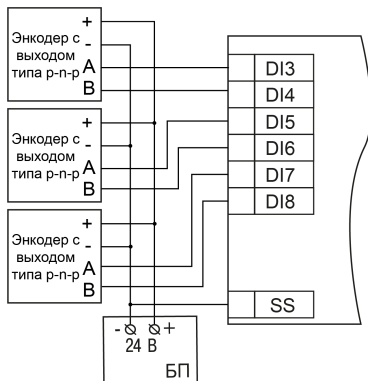 +
Энкодер с
выходом
типа p-n-p
-
A
B
+
Энкодер с
выходом
типа p-n-p
-
A
B
+
Энкодер с
выходом
типа p-n-p
-
A
B
DI3
DI4
DI5
DI6
DI7
DI8
SS
- +
24 В
БП